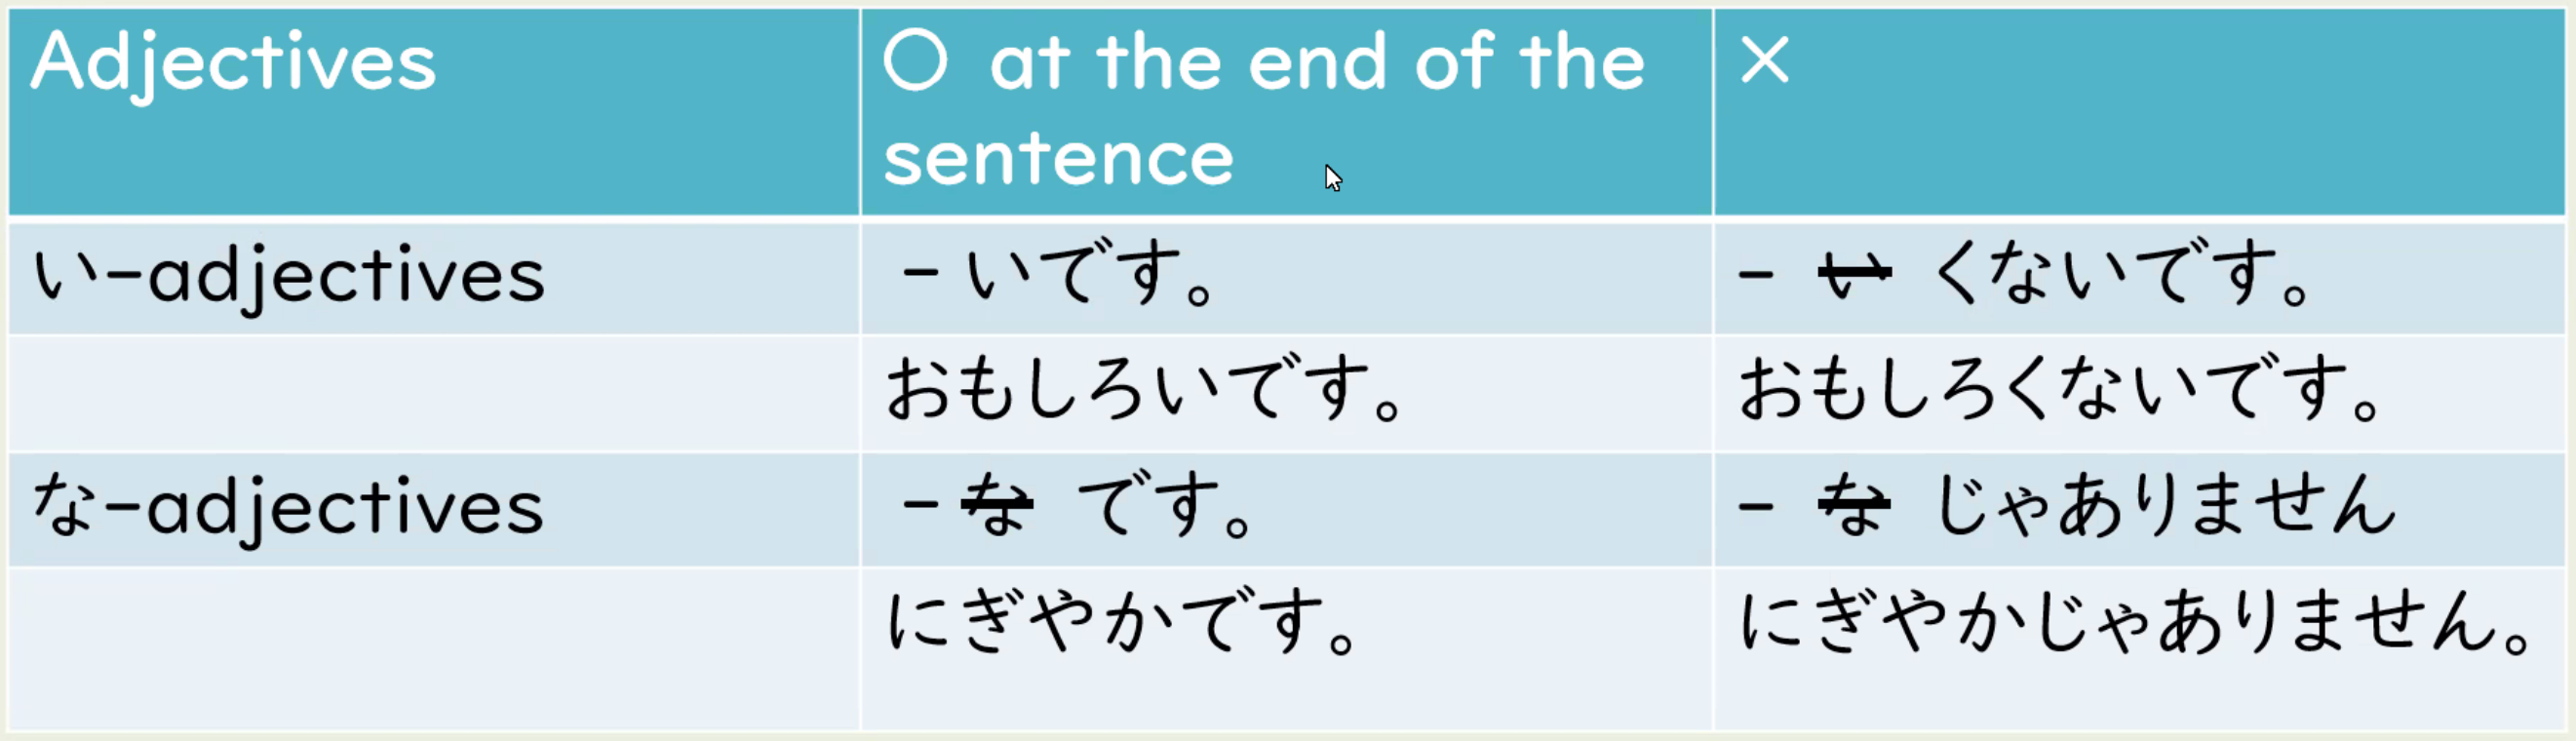 Adjectives
○ at the end of the
sentence
×
い-adjectives
- いです。
- い くないです。
おもしろいです。
おもしろくないです。
な-adjectives
- な です。
- な じゃありません
にぎやかです。
にぎやかじゃありません。